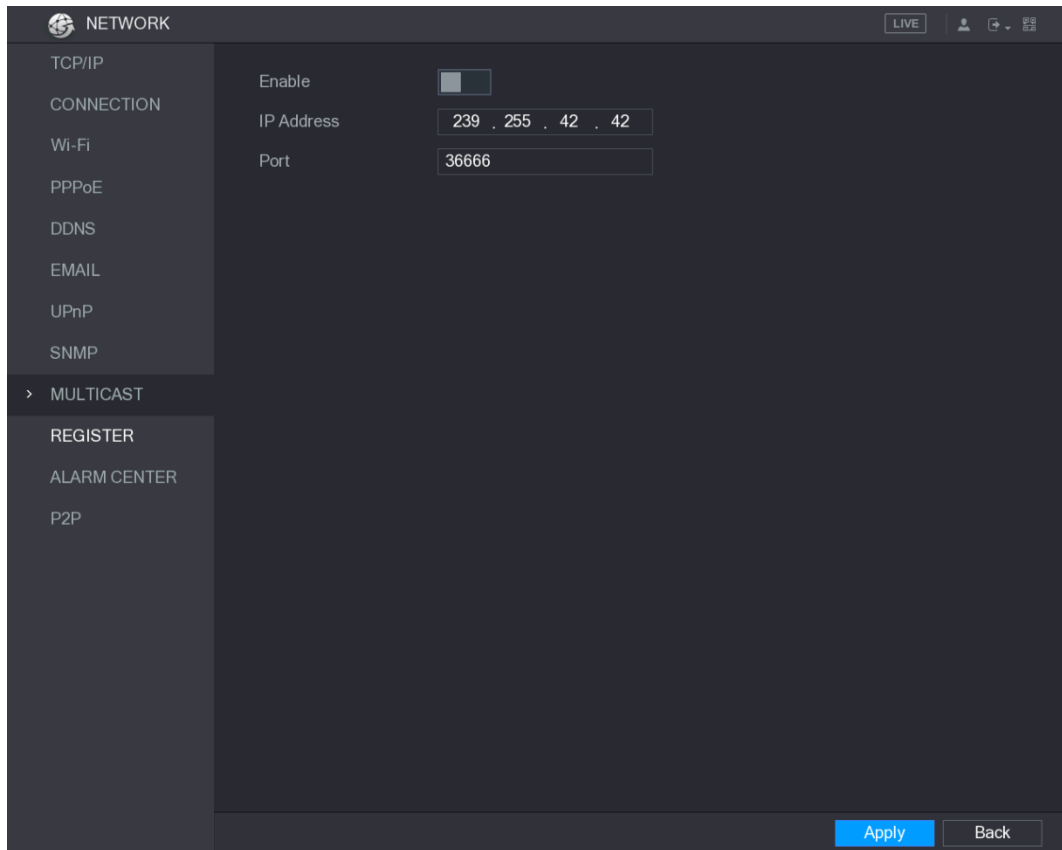 NETWORK
LIVE
TCP/IP
CONNECTION
Wi-Fi
PPPoE
DDNS
EMAIL
UPnP
SNMP
> MULTICAST
REGISTER
ALARM CENTER
P2P
Enable
IP Address 239 . 255 . 42 . 42
Port 36666
Apply Back